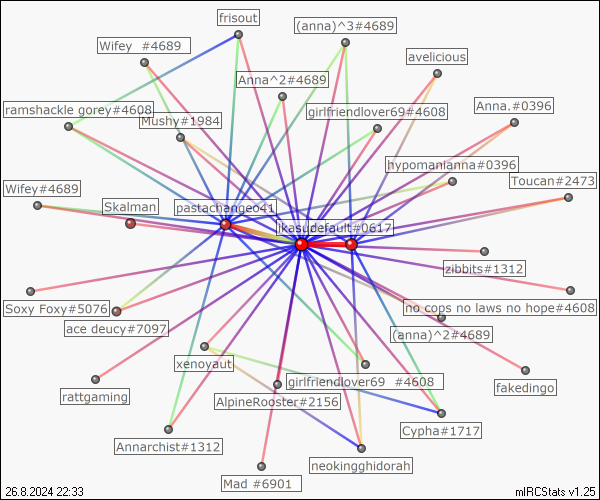 frisout
(anna)^3#4689
Wifey  #4689
avelicious
Anna^2#4689
ramshackle gorey#4608
girlfriendlover69#4608
Anna.#0396
Mushy#1984
hypomanianna#0396
Toucan#2473
Wifey#4689
Skalman
pastachangeo41
#0617
zibbits#1312
Soxy Foxy#5076
no cops no laws no hope#4608
ace deucy#7097
(anna)^2#4689
xenoyaut
girlfriendlover69  #4608
fakedingo
rattgaming
AlpineRooster#2156
Cypha#1717
Annarchist#1312
neokingghidorah
Mad #6901
26.8.2024 22:33
mIRCStats v1.25